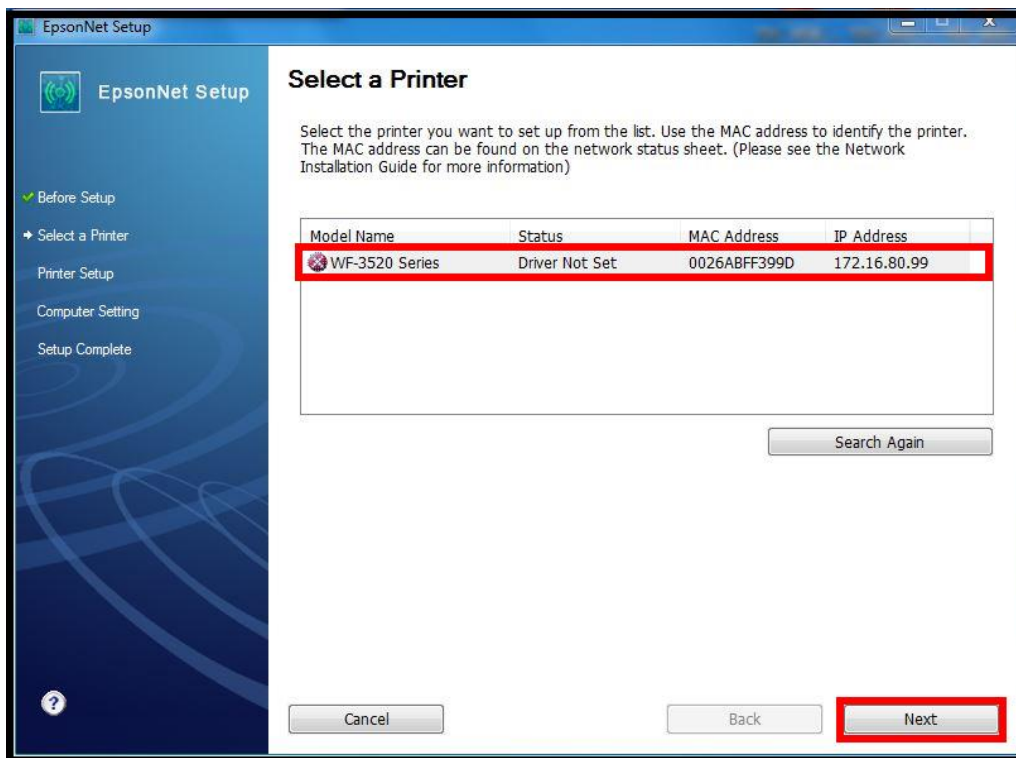 EpsonNet Setup
EpsonNet Setup
Before Setup
Select a Printer
Printer Setup
Computer Setting
Setup Complete
Select a Printer
Select the printer you want to set up from the list. Use the MAC address to identify the printer.
The MAC address can be found on the network status sheet. (Please see the Network
Installation Guide for more information)
Model Name Status MAC Address IP Address
WF-3520 Series Driver Not Set 0026ABFF399D 172.16.80.99
Search Again
?
Cancel Back Next